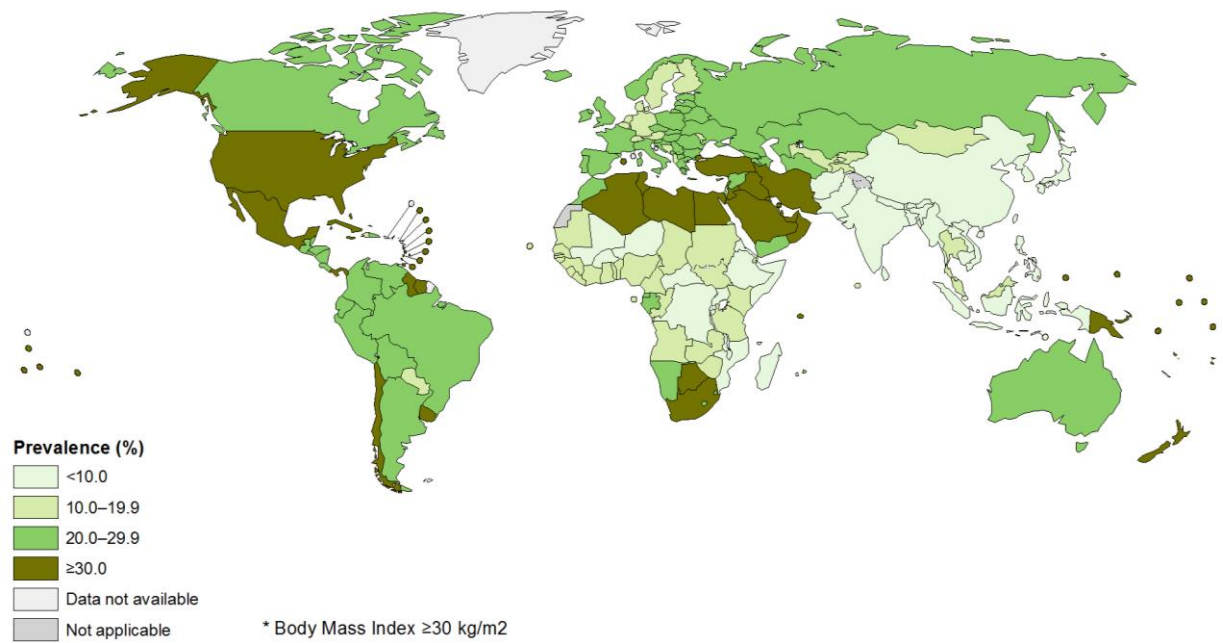 Prevalence (%)
<10.0
10.0–19.9
20.0–29.9
≥30.0
Data not available
Not applicable
* Body Mass Index ≥30 kg/m2